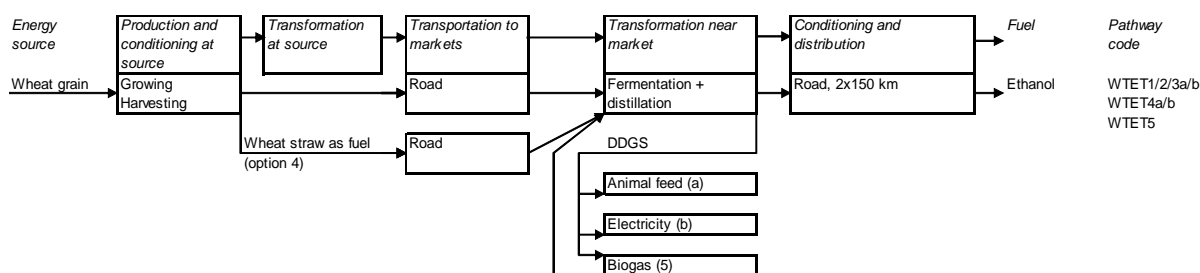 Energy source
Production and conditioning at source
Transformation at source
Transportation to markets
Transformation near market
Conditioning and distribution
Fuel
Pathway code
Wheat grain
Growing
Harvesting
Road
Fermentation + distillation
Road, 2x150 km
Ethanol
WTET1/2/3a/b
WTET4a/b
WTET5
Wheat straw as fuel
(option 4)
Road
DDGS
Animal feed (a)
Electricity (b)
Biogas (5)